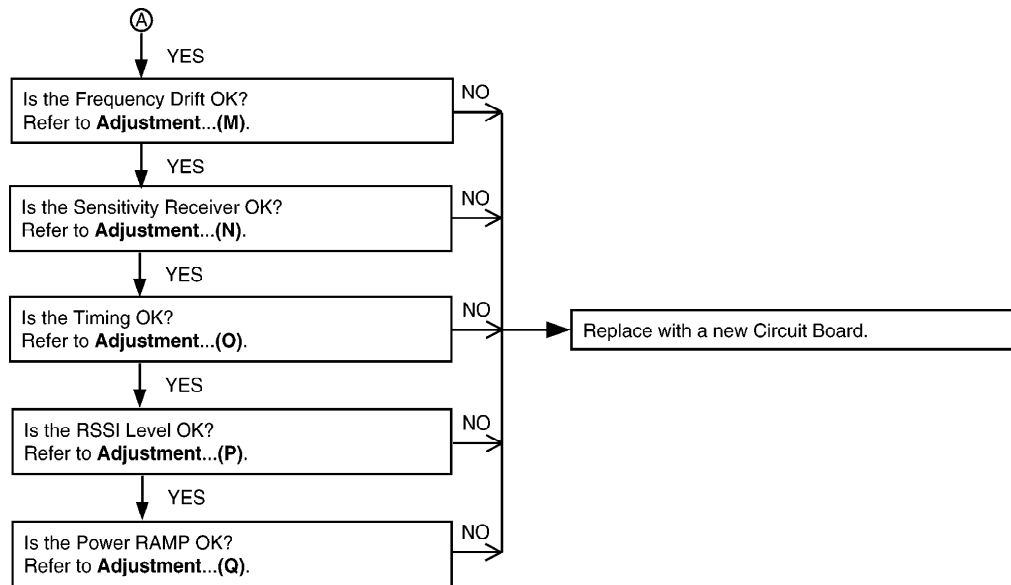 A
YES
Is the Frequency Drift OK?
Refer to Adjustment...(M).
NO
YES
Is the Sensitivity Receiver OK?
Refer to Adjustment...(N).
NO
YES
Is the Timing OK?
Refer to Adjustment...(O).
NO
Replace with a new Circuit Board.
YES
Is the RSSI Level OK?
Refer to Adjustment...(P).
NO
YES
Is the Power RAMP OK?
Refer to Adjustment...(Q).
NO